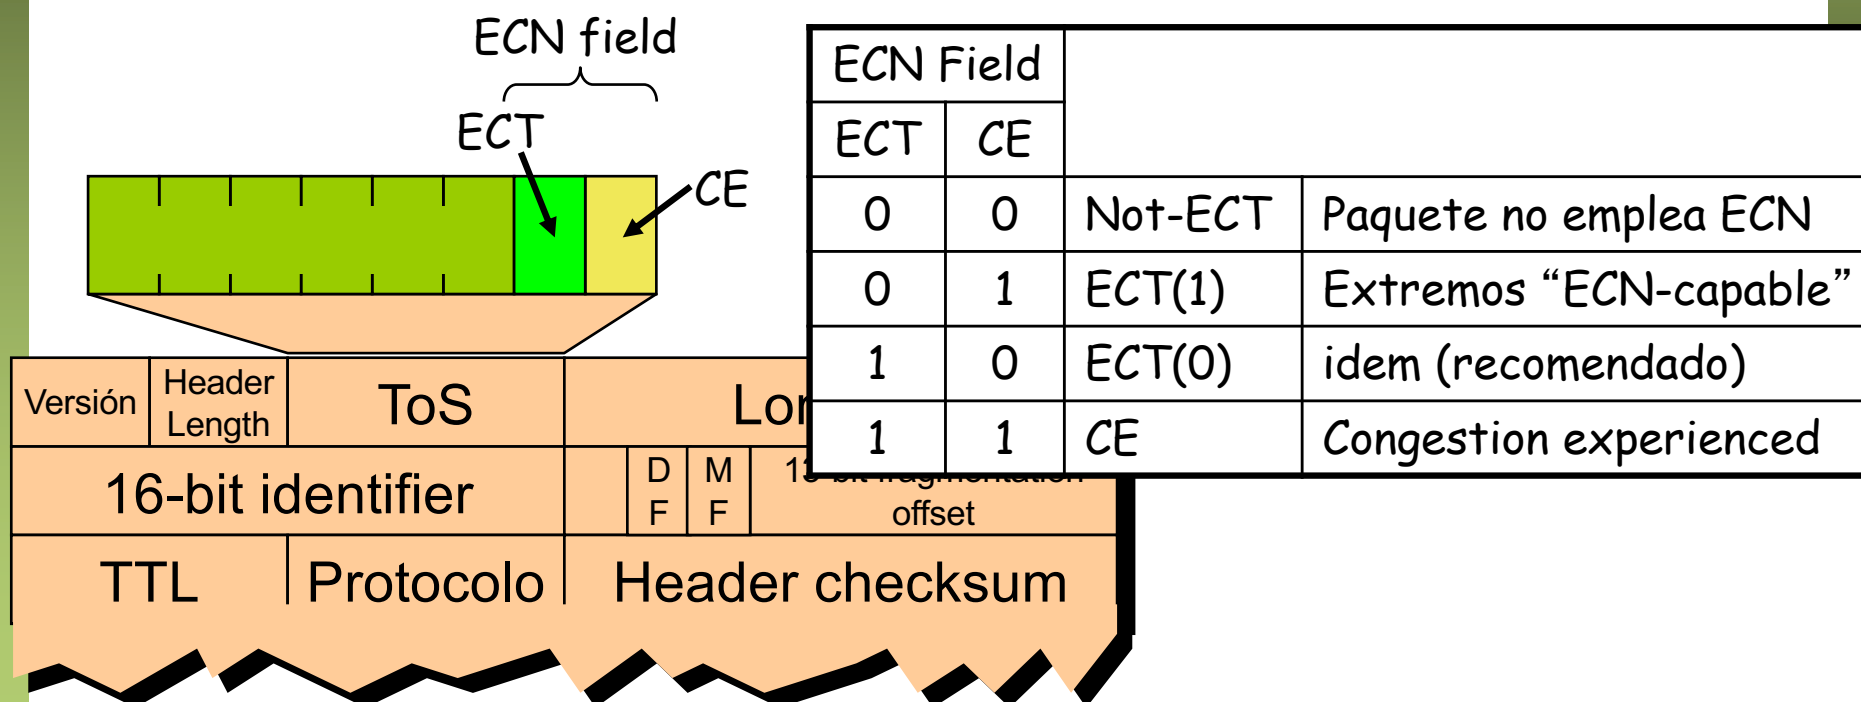 ECN field
ECT
CE
ECN Field
ECT CE
0 0 Not-ECT Paquete no emplea ECN
0 1 ECT(1) Extremos “ECN-capable”
1 0 ECT(0) idem (recomendado)
1 1 CE Congestion experienced
Versión Header Length ToS
16-bit identifier D F M F offset
TTL Protocolo Header checksum